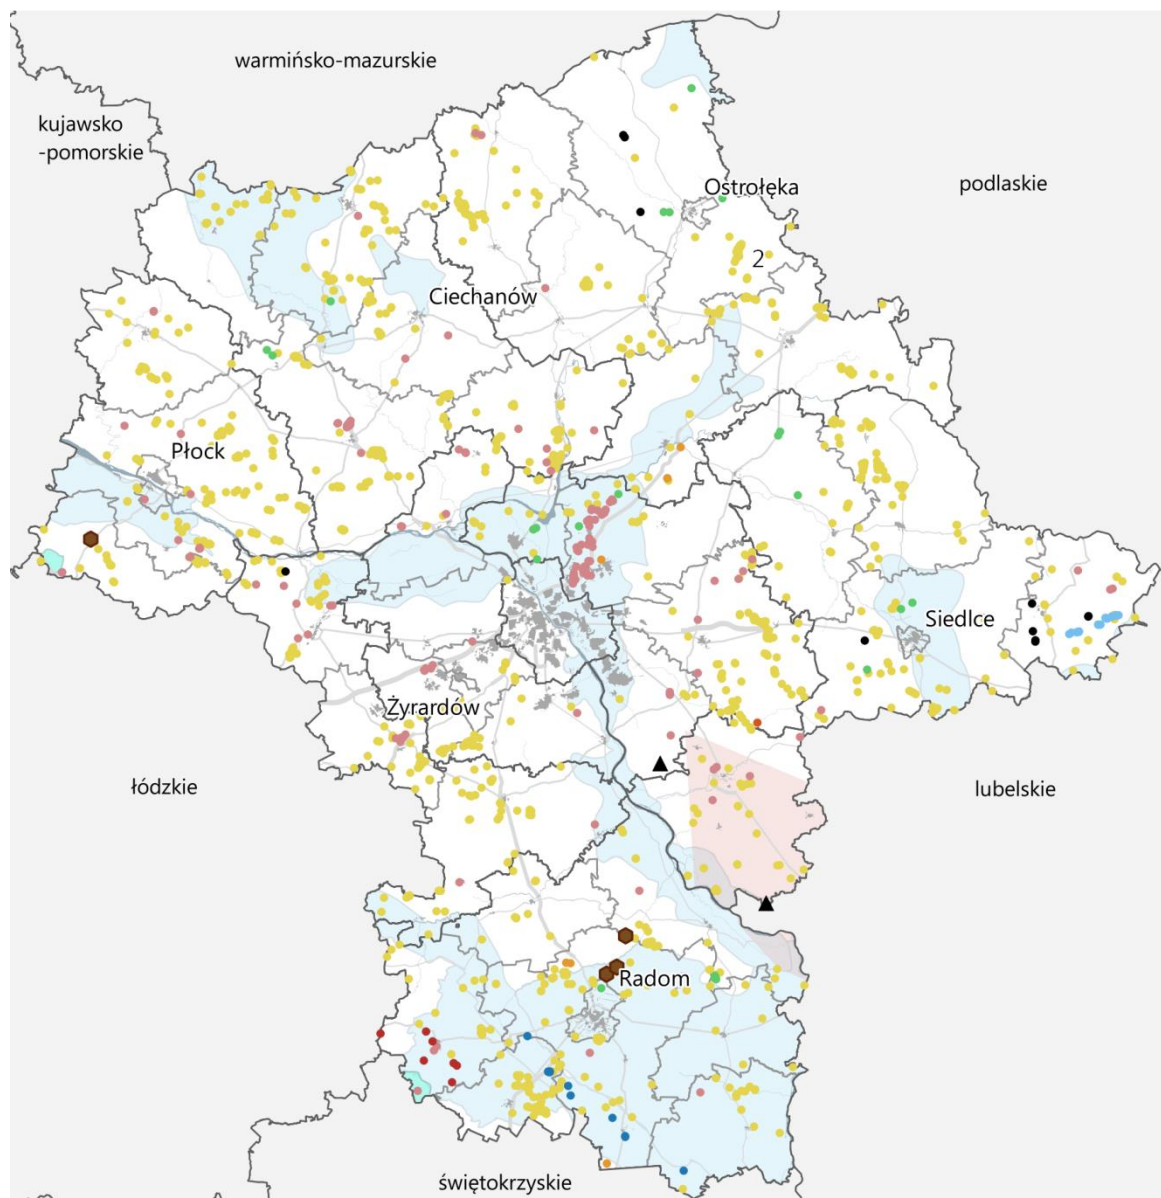 warmińsko-mazurskie
kujawsko
-pomorskie
podlaskie
Ostrołęka
2
Ciechanów
Płock
Siedlce
Żyrardów
łódzkie
lubelskie
Radom
świętokrzyskie